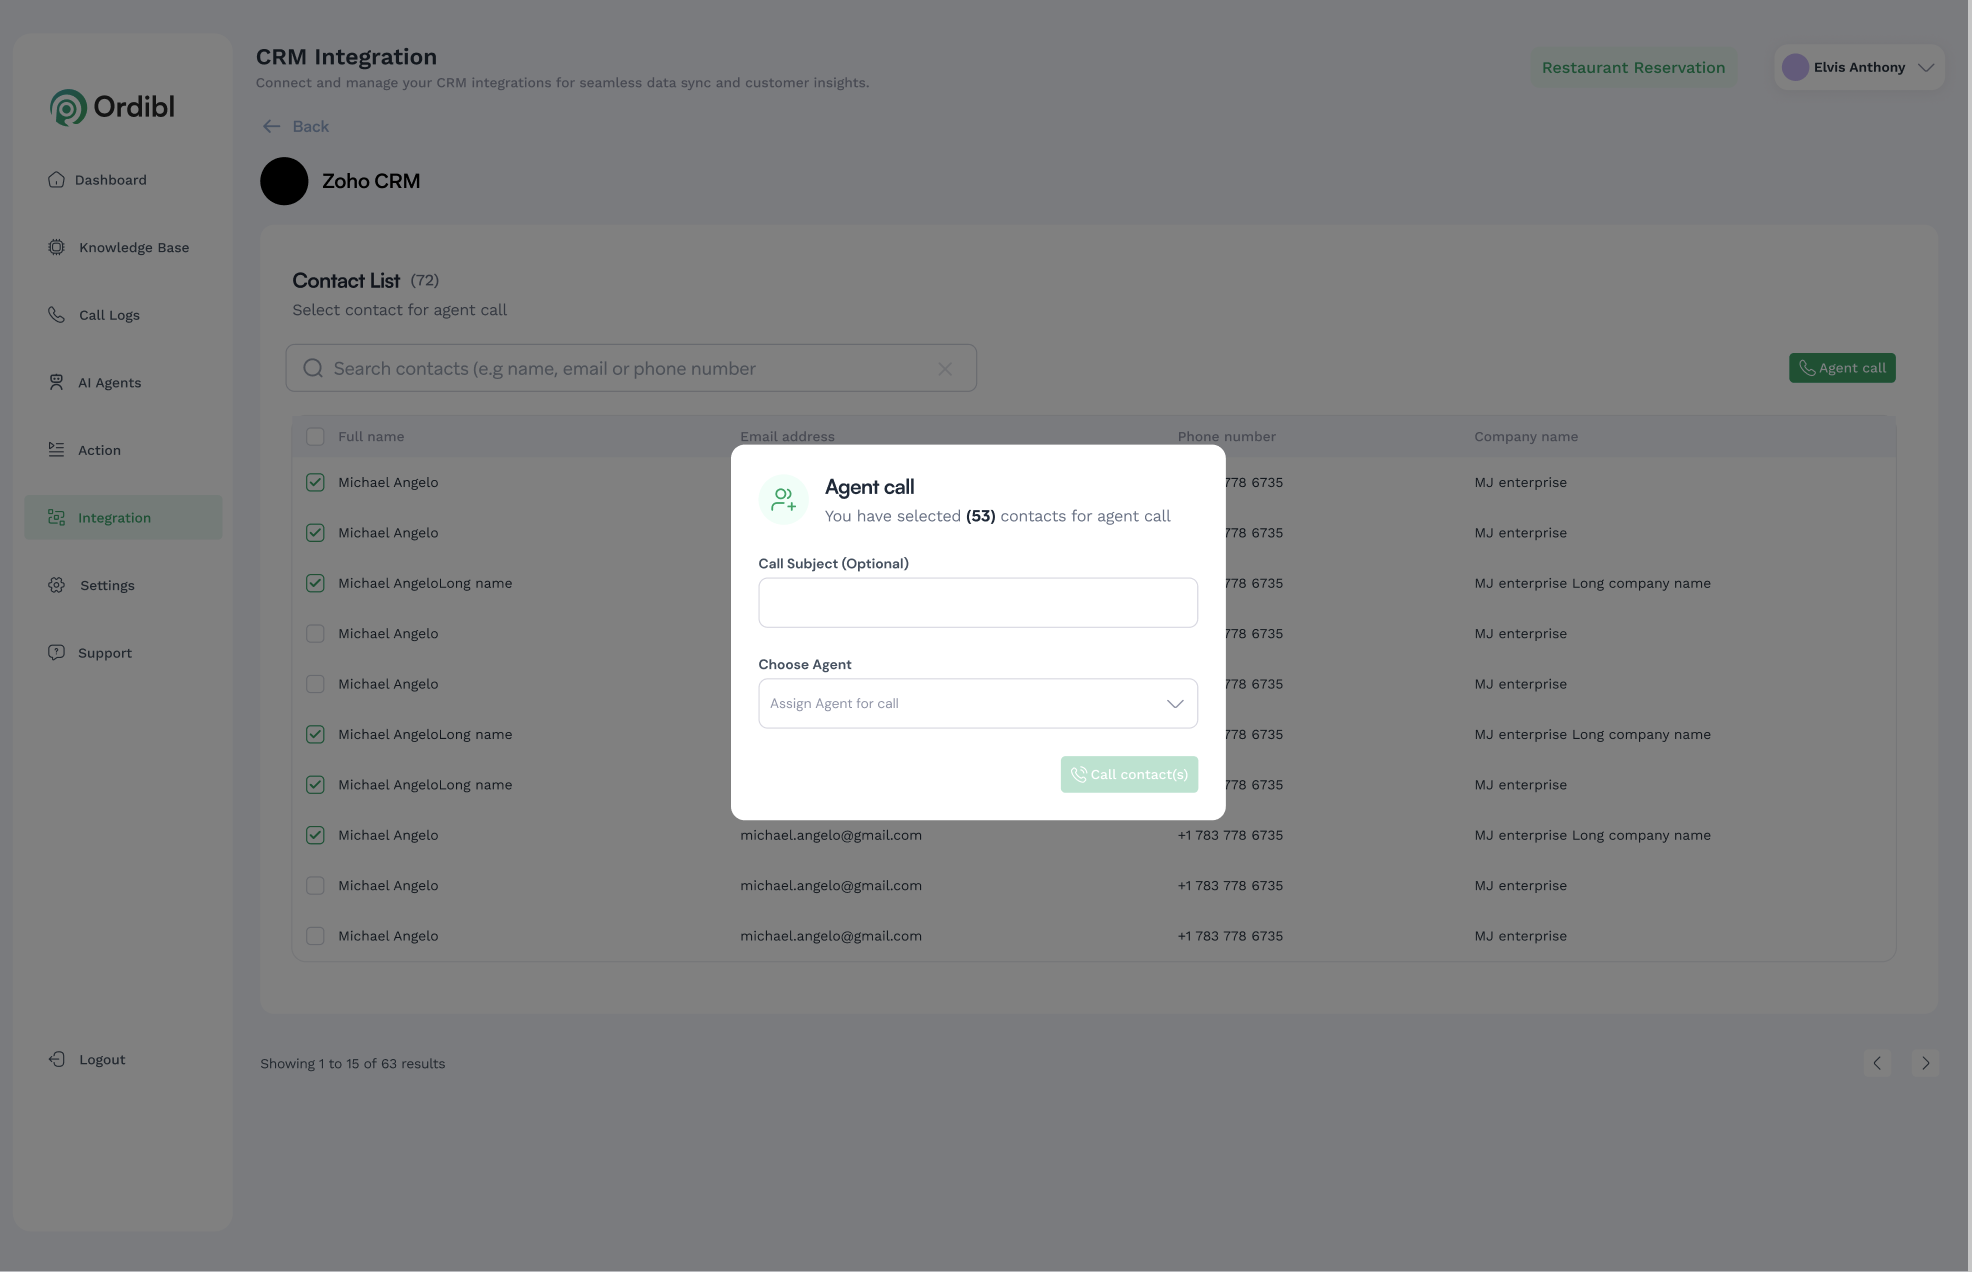 Ordibl
Dashboard
Knowledge Base
Call Logs
AI Agents
Action
Integration
Settings
Support
Logout
CRM Integration
Connect and manage your CRM integrations for seamless data sync and customer insights.
Restaurant Reservation
Elvis Anthony
Back
Zoho CRM
Contact List (72)
Select contact for agent call
Search contacts (e.g name, email or phone number
Agent call
Full name Email address Phone number Company name
Michael Angelo 778 6735 MJ enterprise
Michael Angelo 778 6735 MJ enterprise
Michael AngeloLong name 778 6735 MJ enterprise Long company name
Michael Angelo 778 6735 MJ enterprise
Michael Angelo 778 6735 MJ enterprise
Michael AngeloLong name 778 6735 MJ enterprise Long company name
Michael AngeloLong name 778 6735 MJ enterprise
Michael Angelo michael.angelo@gmail.com +1 783 778 6735 MJ enterprise Long company name
Michael Angelo michael.angelo@gmail.com +1 783 778 6735 MJ enterprise
Michael Angelo michael.angelo@gmail.com +1 783 778 6735 MJ enterprise
Showing 1 to 15 of 63 results
Agent call
You have selected (53) contacts for agent call
Call Subject (Optional)
Choose Agent
Assign Agent for call
Call contact(s)